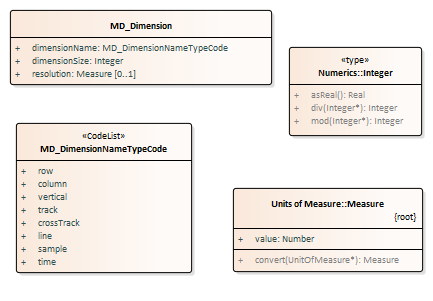 MD_Dimension
+ dimensionName: MD_DimensionNameTypeCode
+ dimensionSize: Integer
+ resolution: Measure [0..1]
«type»
Numerics::Integer
+ asReal(): Real
+ div(Integer*): Integer
+ mod(Integer*): Integer
«CodeList»
MD_DimensionNameTypeCode
+ row
+ column
+ vertical
+ track
+ crossTrack
+ line
+ sample
+ time
Units of Measure::Measure
{root}
+ value: Number
+ convert(UnitOfMeasure*): Measure